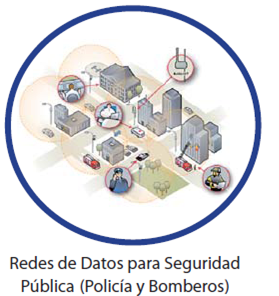 Redes de Datos para Seguridad
Pública (Policía y Bomberos)